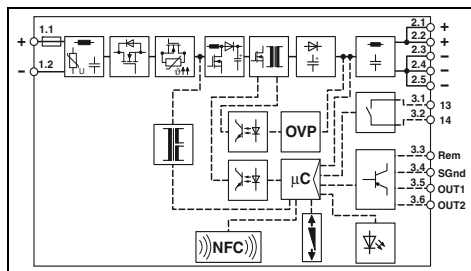 + 1.1
− 1.2
U
ϑ
2.1 +
2.2 +
2.3 −
2.4 −
2.5 −
3.1 13
3.2 14
OVP
µC
3.3 Rem
3.4 SGnd
3.5 OUT1
3.6 OUT2
NFC